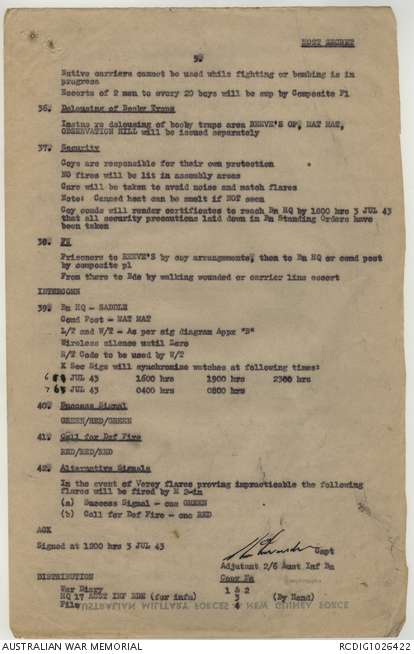 MOST SECRET
5.
Native carriers cannot be used while fighting or bombing is in
progress
Escorts of 2 men to every 20 boys will be sup by Composite Pl
36. Delousing of Booby Traps
Instns re delousing of booby traps area REEVE'S OP, MAT MAT,
OBSERVATION HILL will be issued separately
37. Security
Coys are responsible for their own protection
NO fires will be lit in assembly areas
Care will be taken to avoid noise and match flares
Note: Canned heat can be smelt if NOT seen
Coy comds will render certificates to reach Bn HQ by 1800 hrs 3 JUL 43
that all security precautions laid down in Bn Standing Orders have
been taken
38. PW
Prisoners to REEVE'S by coy arrangements, then to Bn HQ or comd post
by composite pl
From there to Bde by walking wounded or carrier line escort
INTERCOMN
39. Bn HQ - SADDLE
Comd Post - MAT MAT
L/T and W/T - As per sig diagram Appx "B"
Wireless silence until Zero
R/T Code to be used by W/T
K Sec Sigs will synchronise watches at following times:
JUL 43 1600 hrs 1900 hrs 2300 hrs
JUL 43 0400 hrs 0800 hrs
40. Success Signal
GREEN/RED/GREEN
41. Call for Def Fire
RED/RED/RED
42. Alternative Signals
In the event of Verey flares proving impracticable the following
flares will be fired by M 2-in
(a) Success Signal - one GREEN
(b) Call for Def Fire - one RED
ACK
Signed at 1200 hrs 3 JUL 43
Capt
Adjutant 2/6 Aust Inf Bn
DISTRIBUTION Copy No
War Diary 1 & 2
HQ 17 AUST INF BDE (for info) 3 (By Hand)
File 4
AUSTRALIAN MILITARY FORCES - NEW GUINEA FORCE
AUSTRALIAN WAR MEMORIAL RCDIG1026422